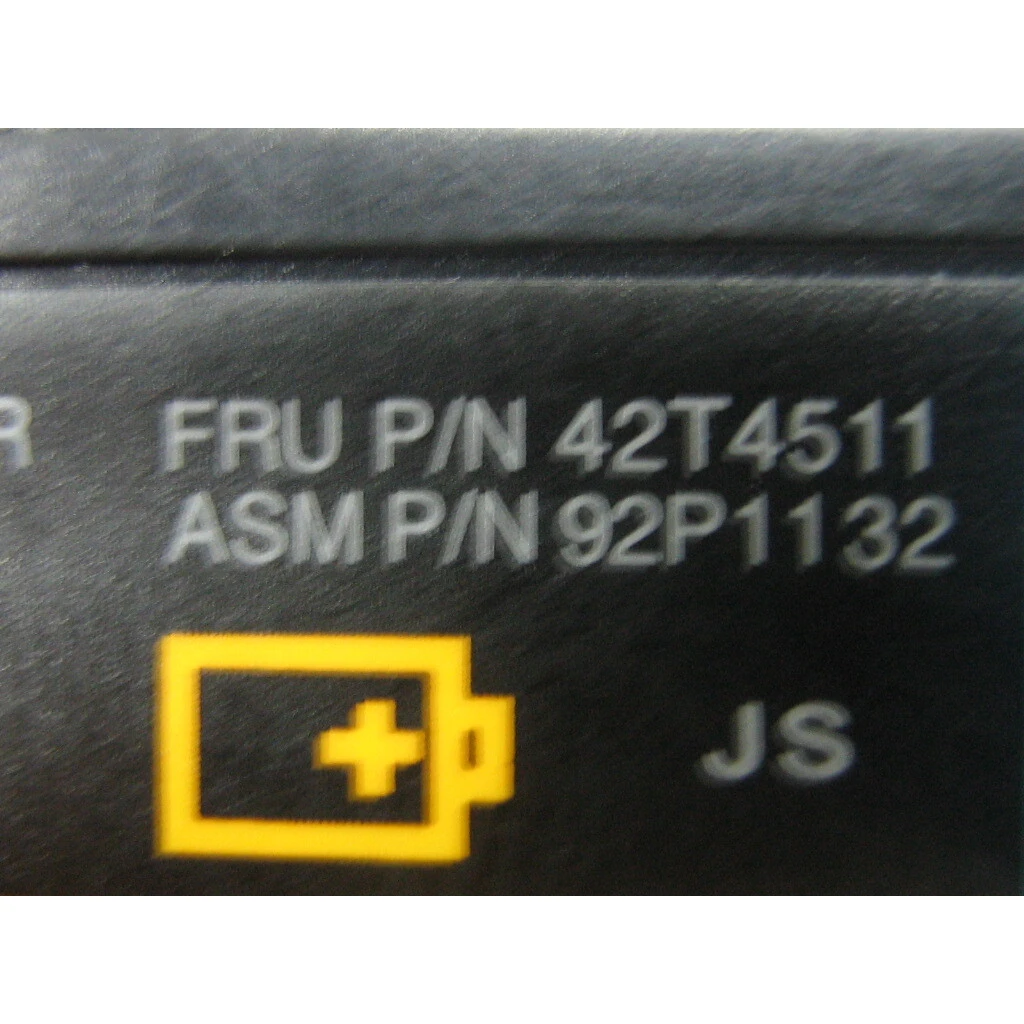 R FRU P/N 42T4511
ASM P/N 92P1132
JS